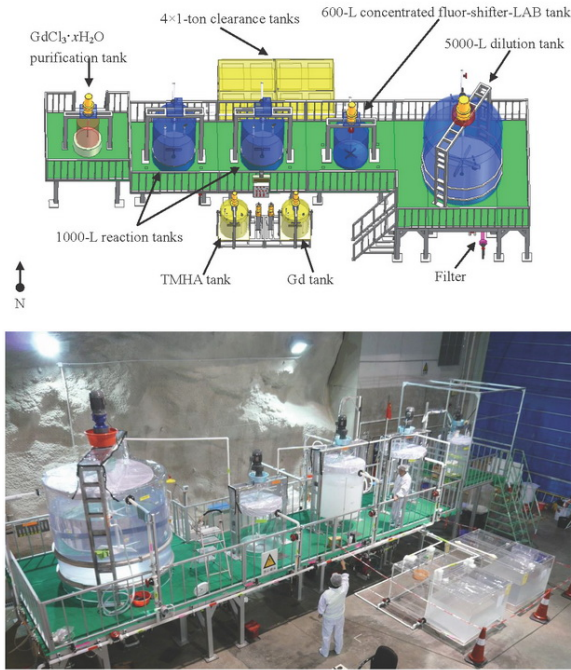 4×1-ton clearance tanks
600-L concentrated fluor-shifter-LAB tank
GdCl₃·xH₂O
purification tank
5000-L dilution tank
1000-L reaction tanks
TMHA tank
Gd tank
Filter
N